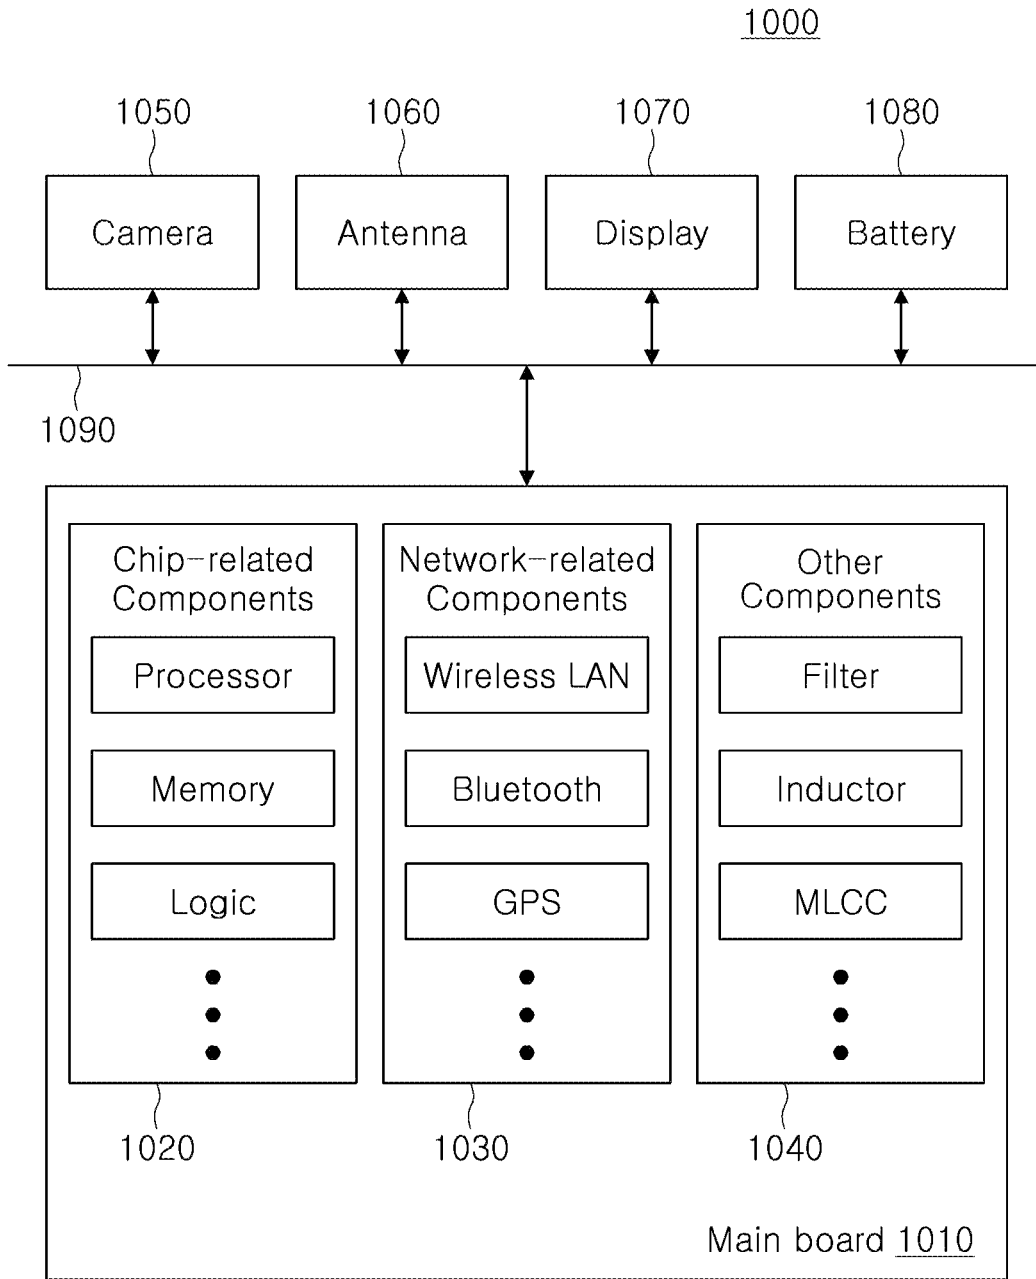 1000
1050 1060 1070 1080
Camera Antenna Display Battery
1090
Chip-related
Components
Processor
Memory
Logic
1020
Network-related
Components
Wireless LAN
Bluetooth
GPS
1030
Other
Components
Filter
Inductor
MLCC
1040
Main board 1010